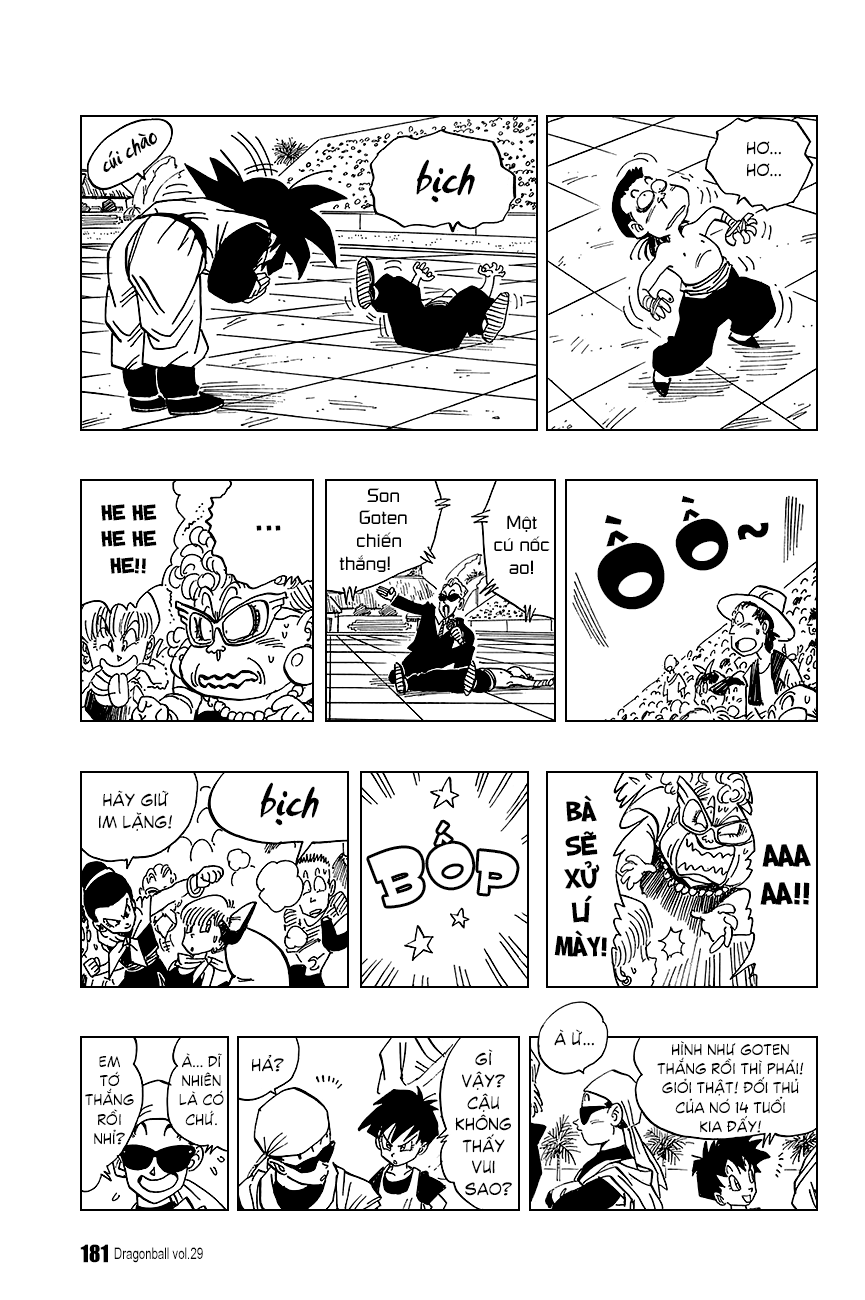 HƠ...
HƠ...
bịch
cúi chào
Ồ Ồ~
Một
cú nốc
ao!
Son
Goten
chiến
thắng!
...
HE HE
HE HE
HE!!
AAA
AA!!
BÀ
SẼ
XỬ
LÍ
MÀY!
BỐP
bịch
HÃY GIỮ
IM LẶNG!
HÌNH NHƯ GOTEN
THẮNG RỒI THÌ PHẢI!
GIỎI THẬT! ĐỐI THỦ
CỦA NÓ 14 TUỔI
KIA ĐẤY!
À Ừ...
GÌ
VẬY?
CẬU
KHÔNG
THẤY
VUI
SAO?
HẢ?
À... DĨ
NHIÊN
LÀ CÓ
CHỨ.
EM
TỚ
THẮNG
RỒI
NHỈ?
181 Dragonball vol.29